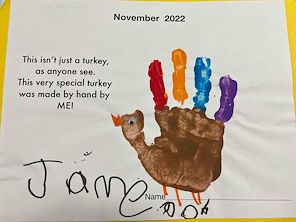 November 2022
This isn't just a turkey,
as anyone see.
This very special turkey
was made by hand by
ME!
Name